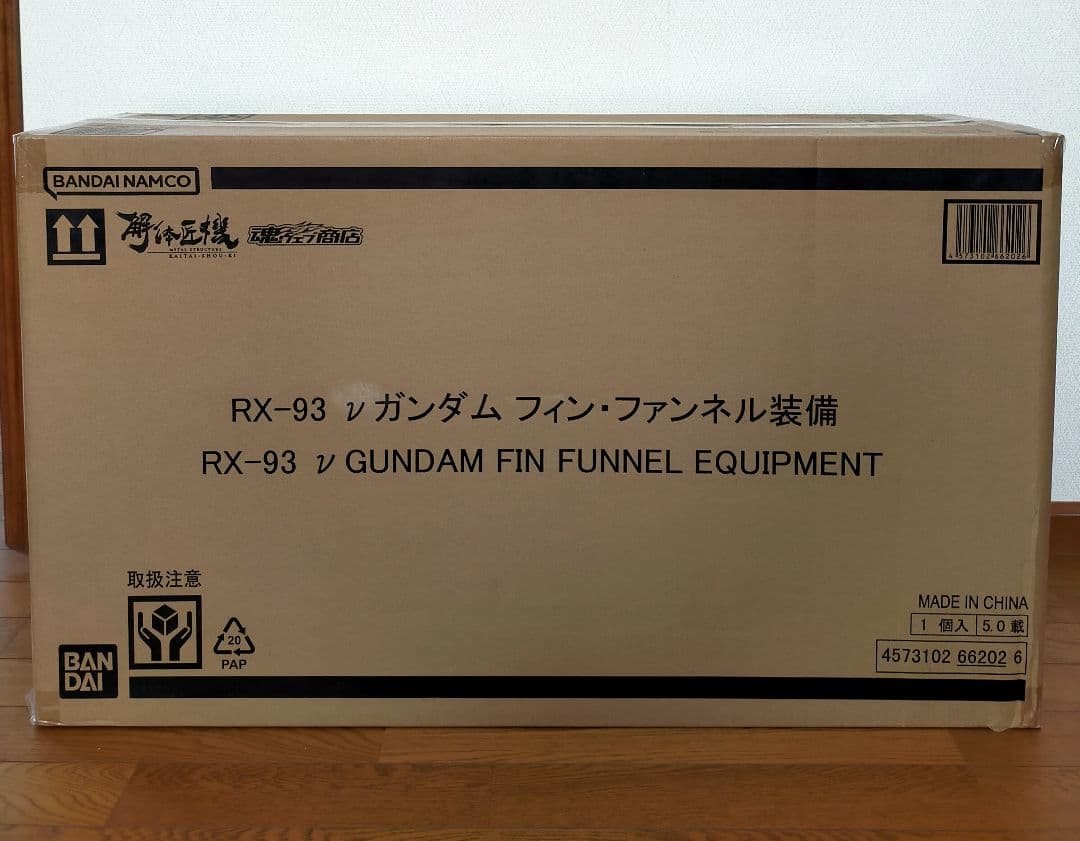 BANDAI NAMCO
解体匠機
METAL STRUCTURE
KAITAI-SHOU-KI
魂ウェブ商店
4573102662026
RX-93 ν ガンダム フィン・ファンネル装備
RX-93 ν GUNDAM FIN FUNNEL EQUIPMENT
取扱注意
20
PAP
BAN
DAI
MADE IN CHINA
1 個入 5.0 載
4573102 66202 6